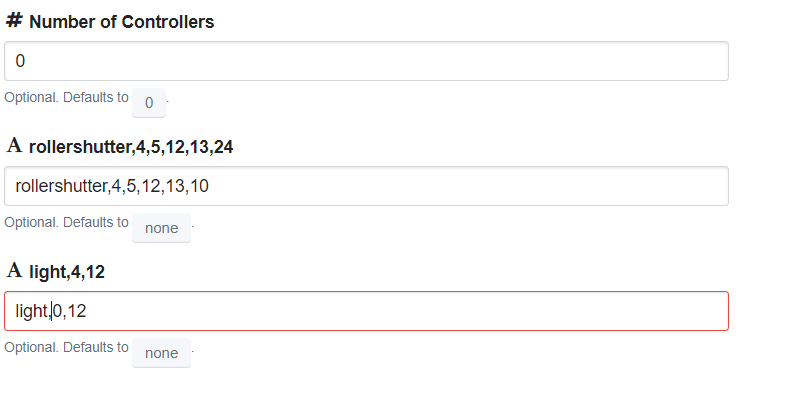 # Number of Controllers
0
Optional. Defaults to 0.
A rollershutter,4,5,12,13,24
rollershutter,4,5,12,13,10
Optional. Defaults to none.
A light,4,12
light,0,12
Optional. Defaults to none.